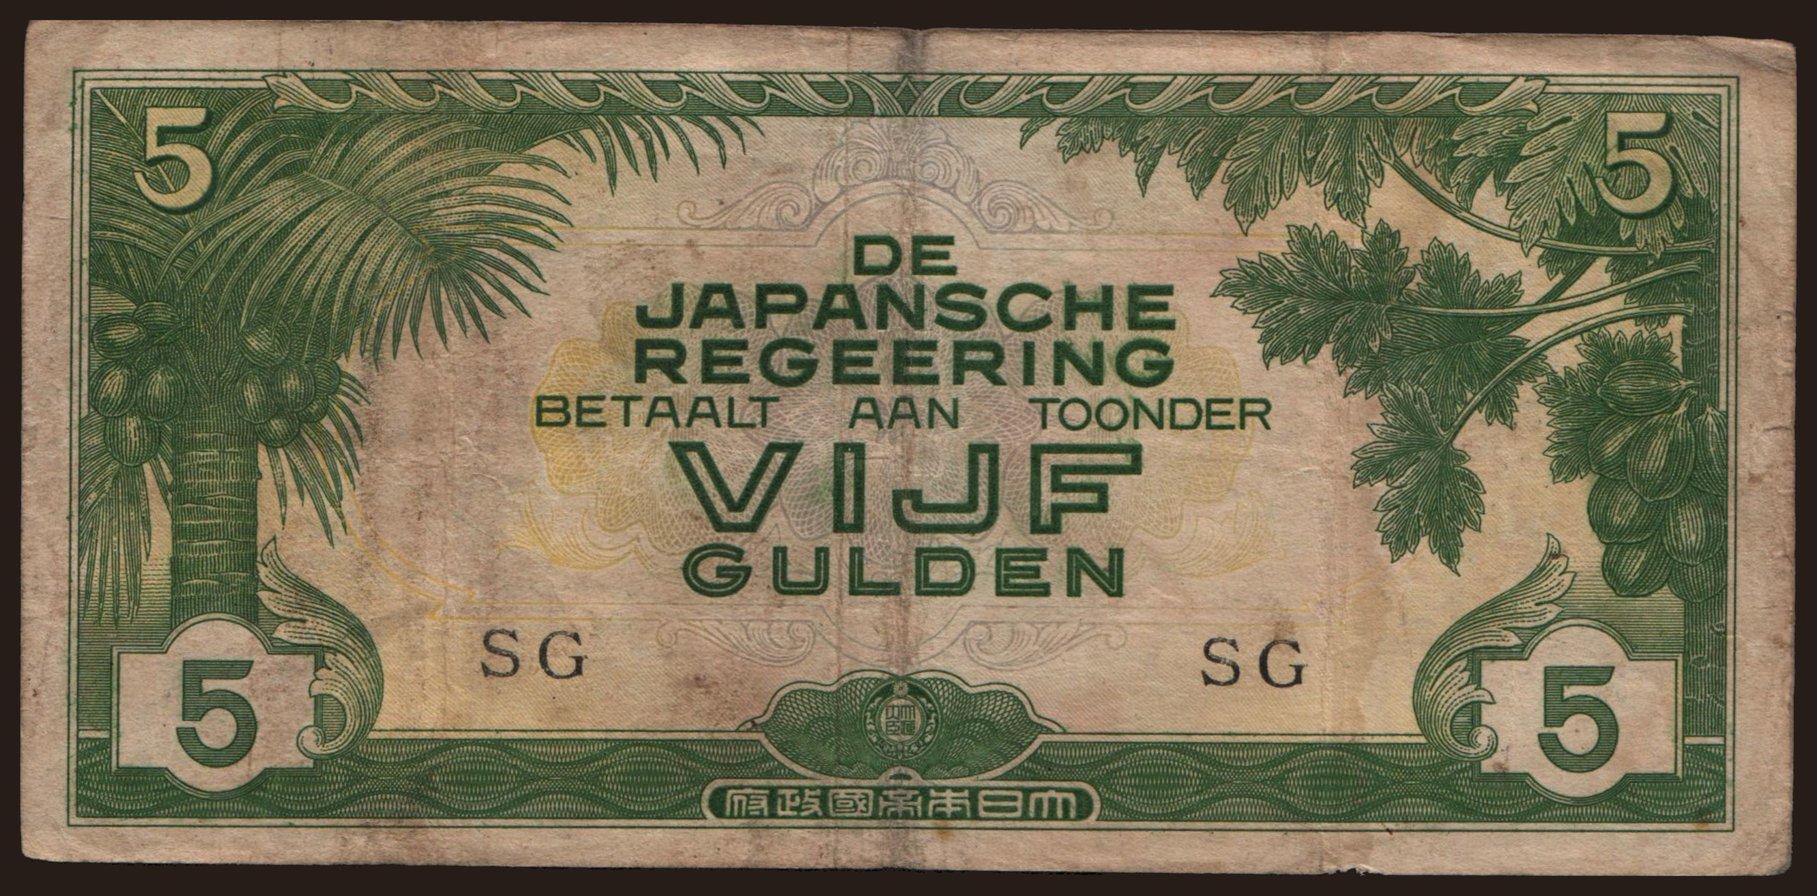 5 5
DE
JAPANSCHE
REGEERING
BETAALT AAN TOONDER
VIJF
GULDEN
SG SG
5 5
府政國帝本日大